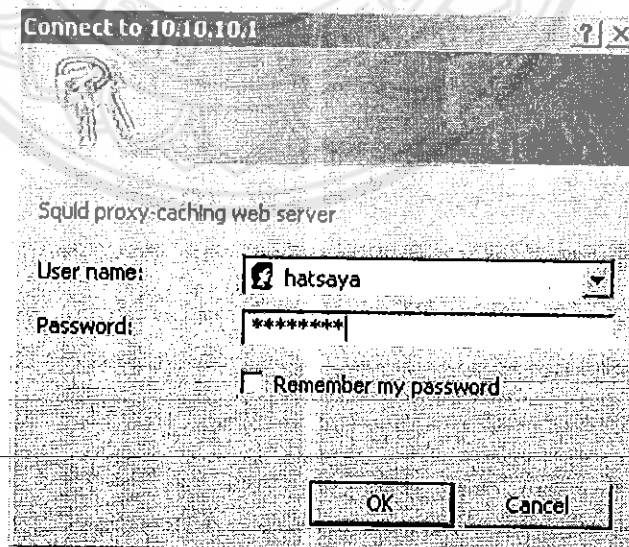 Connect to 10.10.10.1
Squid proxy-caching web server
User name: hatsaya
Password: ********
Remember my password
OK Cancel